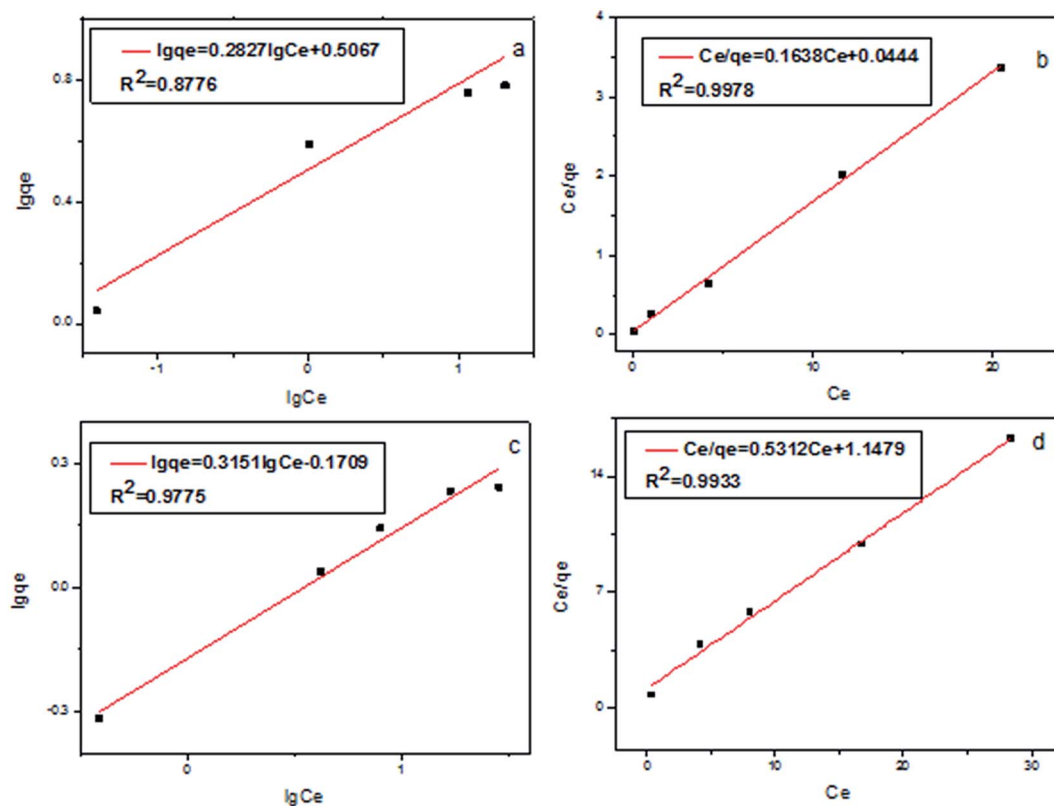 lgqe=0.2827lgCe+0.5067
R²=0.8776
a
0.8
0.4
0.0
lgqe
-1
0
1
lgCe
Ce/qe=0.1638Ce+0.0444
R²=0.9978
b
4
3
2
1
0
Ce/qe
0
10
20
Ce
lgqe=0.3151lgCe-0.1709
R²=0.9775
c
0.3
0.0
-0.3
lgqe
0
1
lgCe
Ce/qe=0.5312Ce+1.1479
R²=0.9933
d
14
7
0
Ce/qe
0
10
20
30
Ce